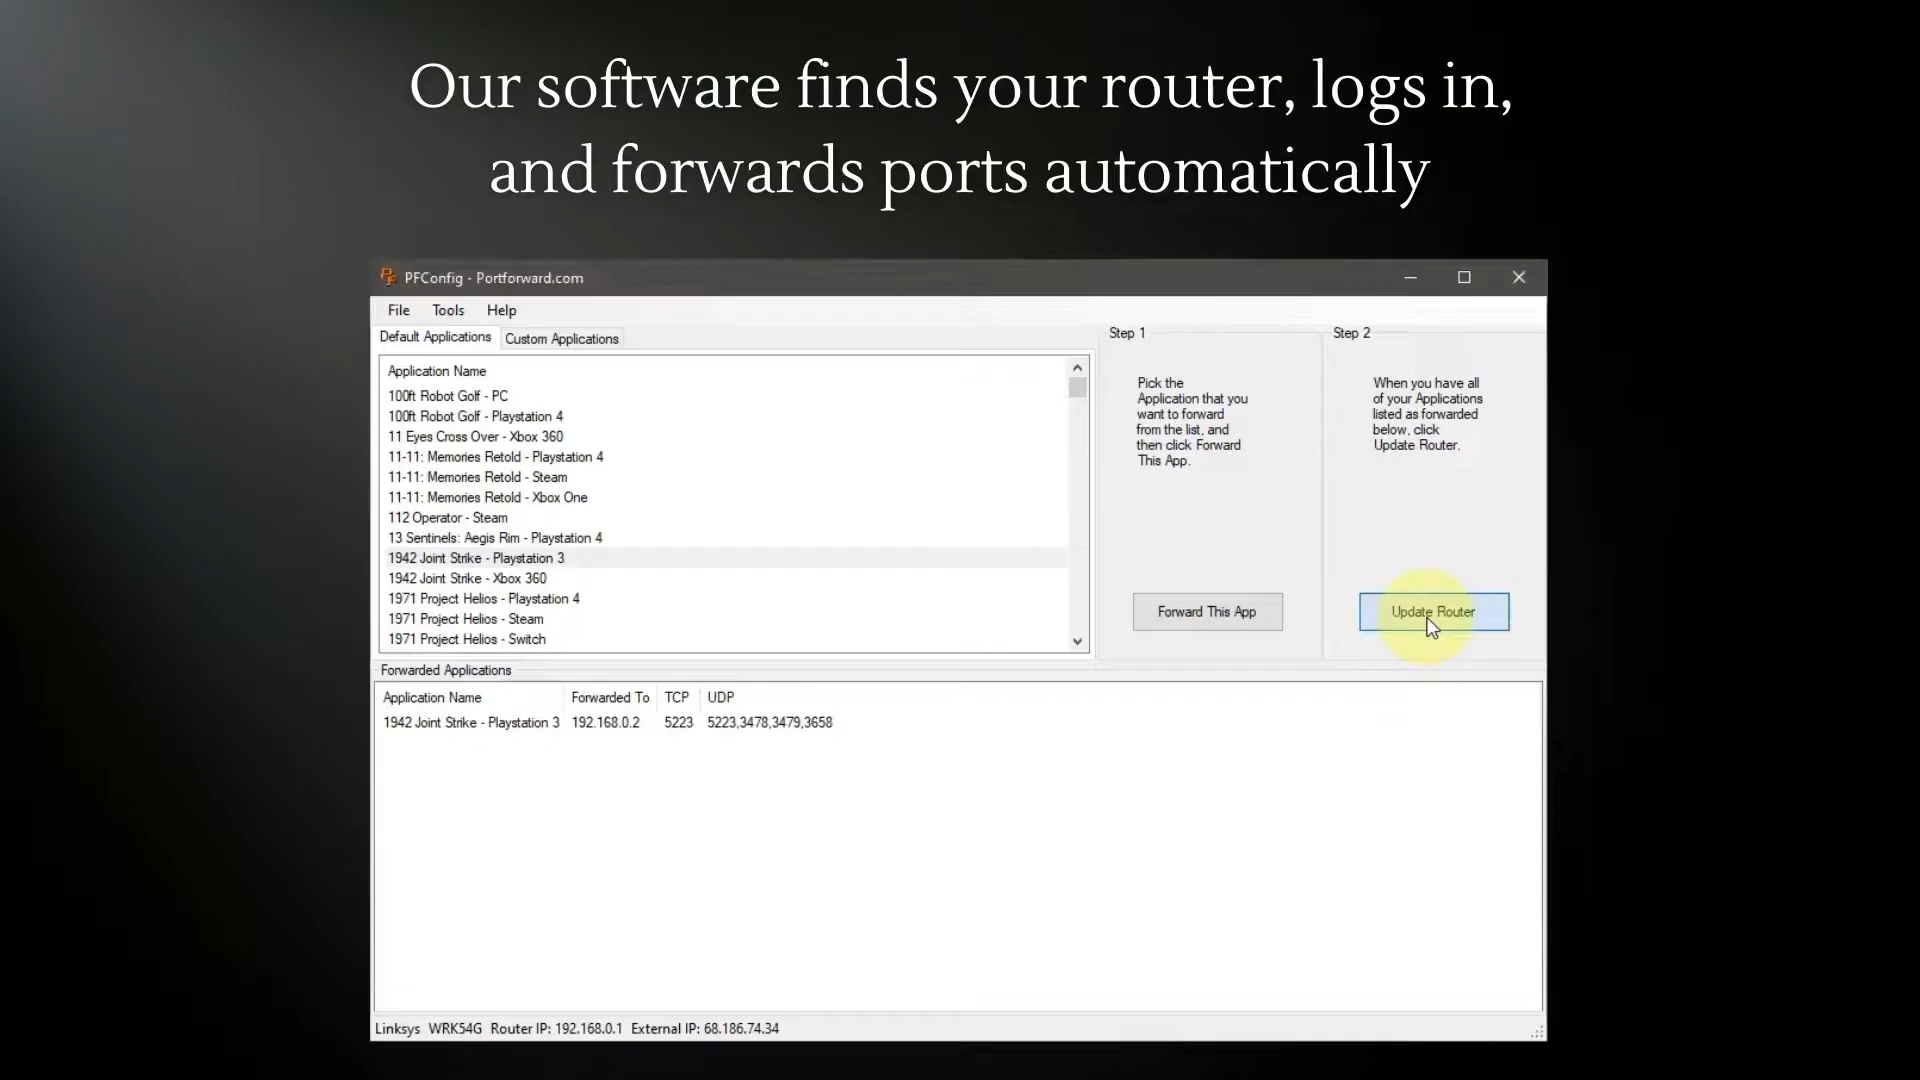 Our software finds your router, logs in,
and forwards ports automatically
PFConfig - Portforward.com
File Tools Help
Default Applications Custom Applications
Application Name
100ft Robot Golf - PC
100ft Robot Golf - Playstation 4
11 Eyes Cross Over - Xbox 360
11-11: Memories Retold - Playstation 4
11-11: Memories Retold - Steam
11-11: Memories Retold - Xbox One
112 Operator - Steam
13 Sentinels: Aegis Rim - Playstation 4
1942 Joint Strike - Playstation 3
1942 Joint Strike - Xbox 360
1971 Project Helios - Playstation 4
1971 Project Helios - Steam
1971 Project Helios - Switch
Step 1
Pick the
Application that you
want to forward
from the list, and
then click Forward
This App.
Forward This App
Step 2
When you have all
of your Applications
listed as forwarded
below, click
Update Router.
Update Router
Forwarded Applications
Application Name Forwarded To TCP UDP
1942 Joint Strike - Playstation 3 192.168.0.2 5223 5223,3478,3479,3658
Linksys WRK54G Router IP: 192.168.0.1 External IP: 68.186.74.34